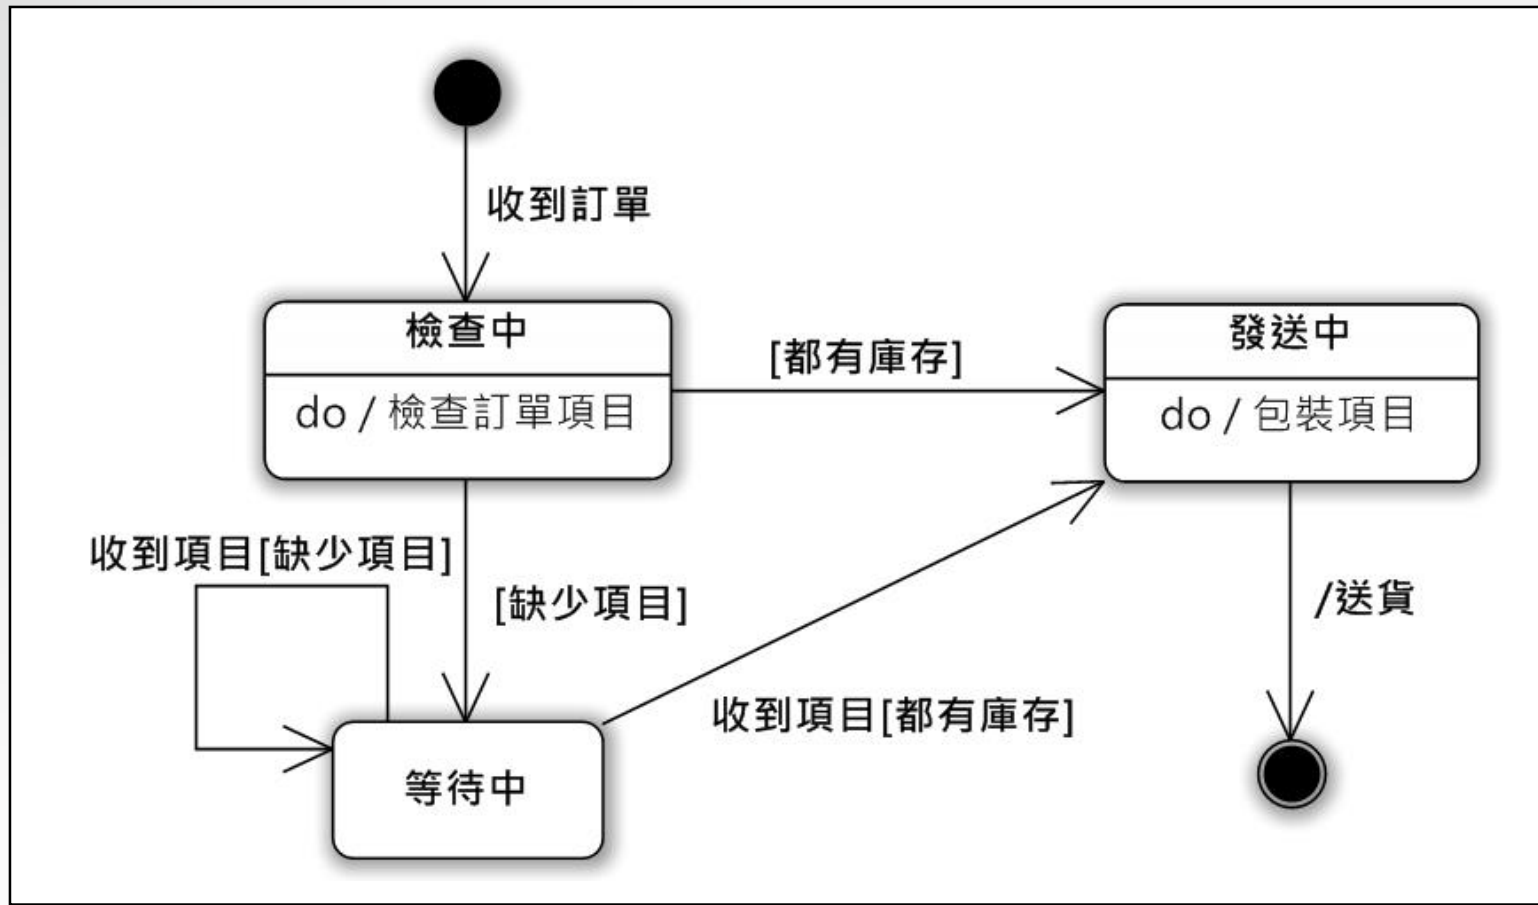 收到訂單
檢查中
do / 檢查訂單項目
[都有庫存]
發送中
do / 包裝項目
收到項目[缺少項目]
[缺少項目]
/送貨
收到項目[都有庫存]
等待中